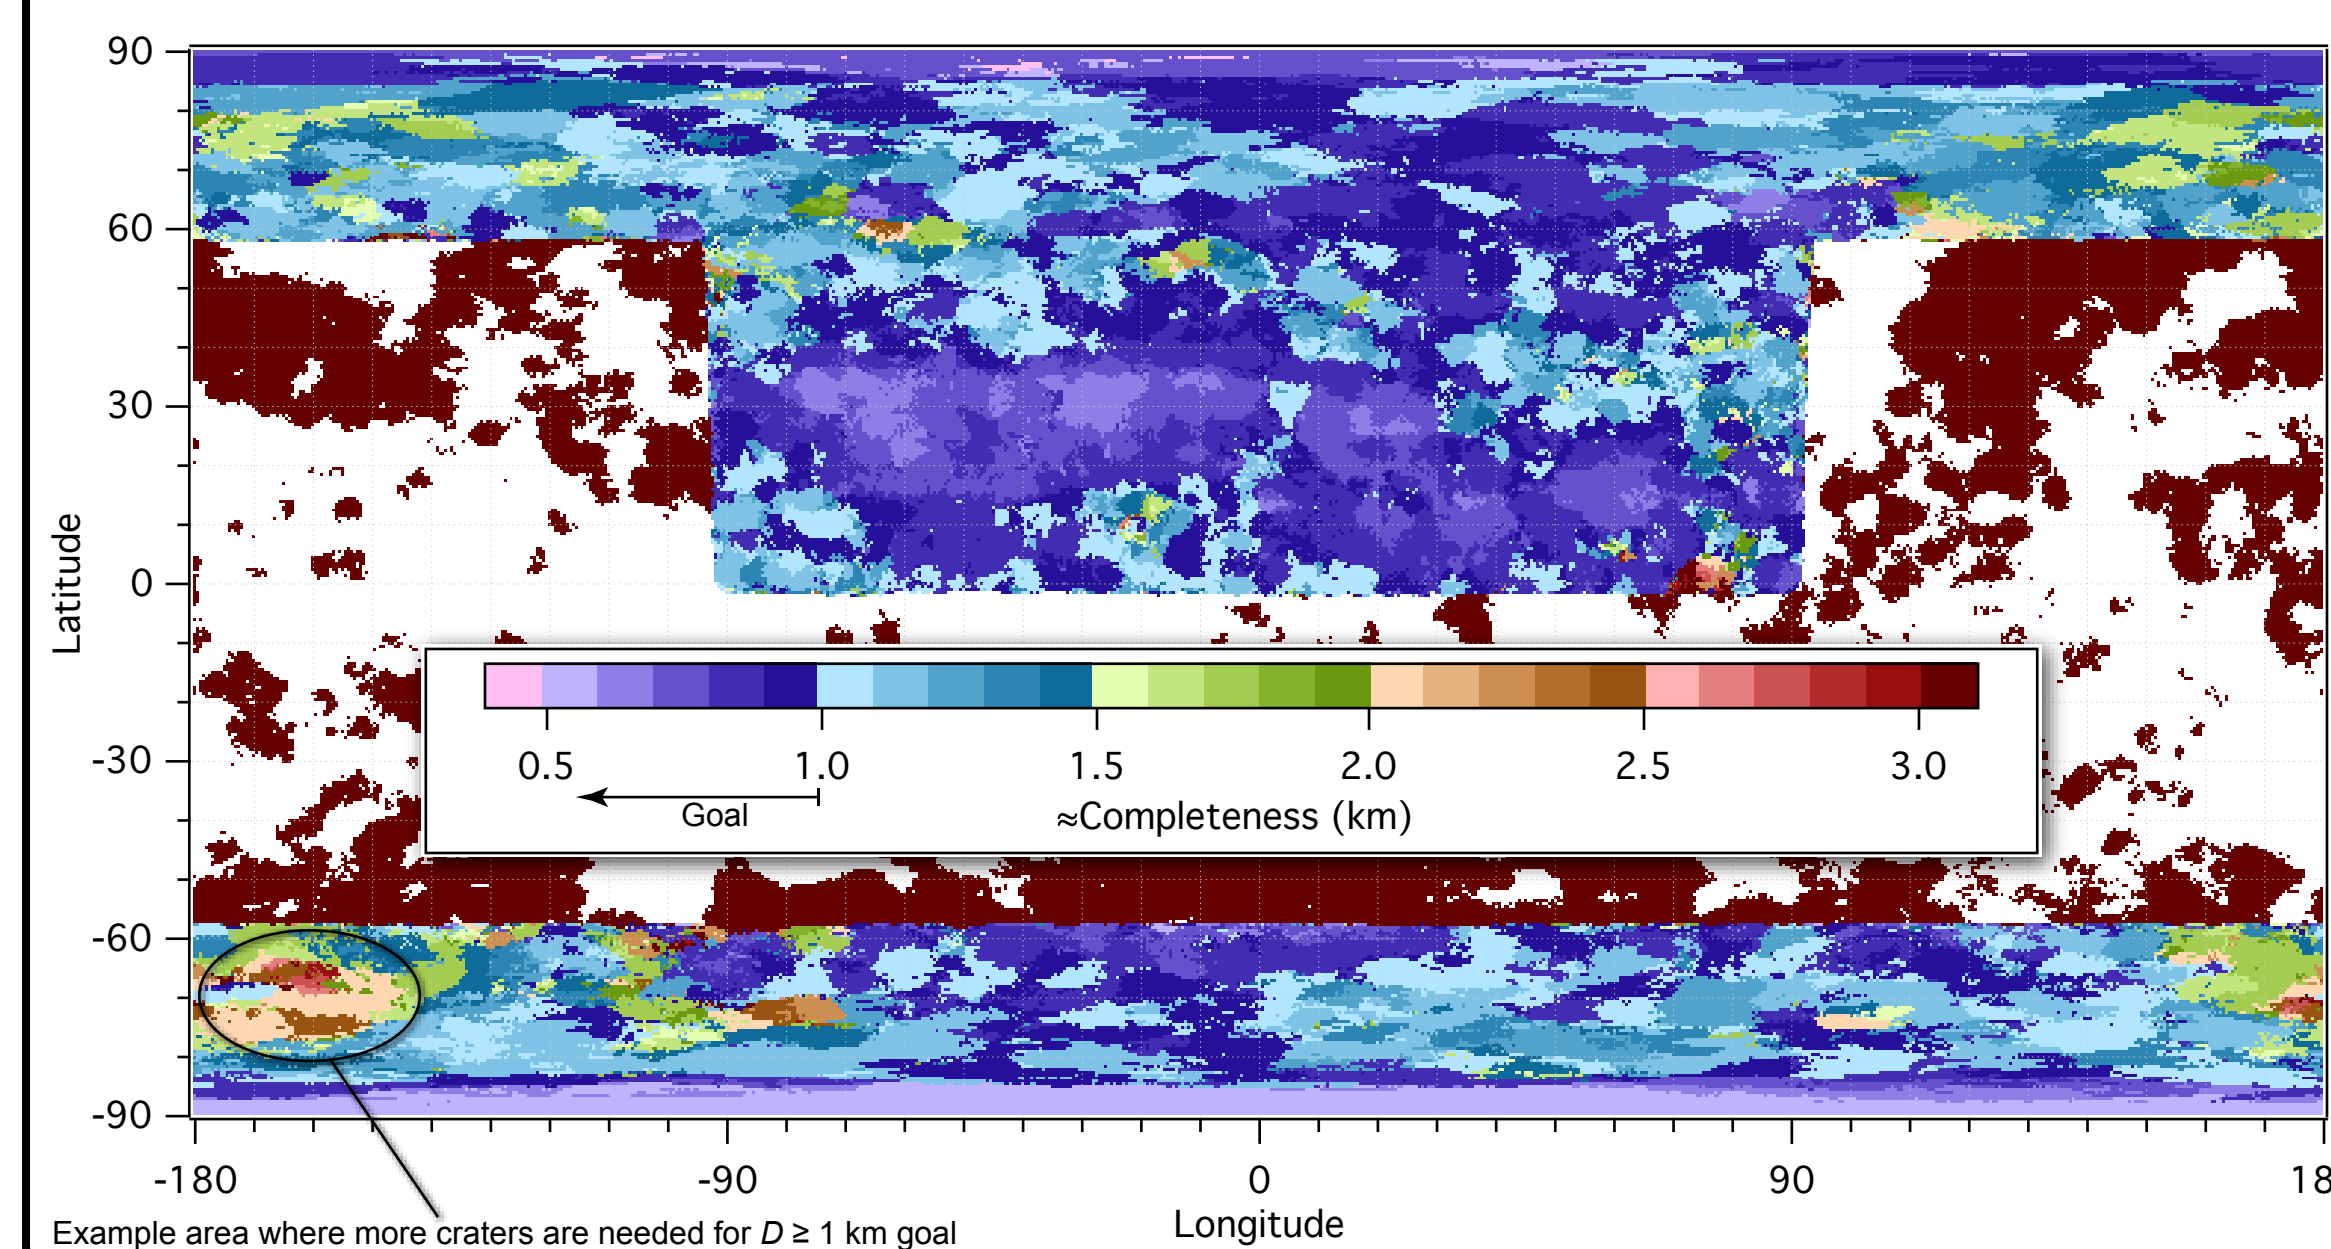 90
60
30
0
-30
-60
-90
Latitude
0.5 1.0 1.5 2.0 2.5 3.0
Goal
≈Completeness (km)
-180 -90 0 90 18
Longitude
Example area where more craters are needed for D ≥ 1 km goal